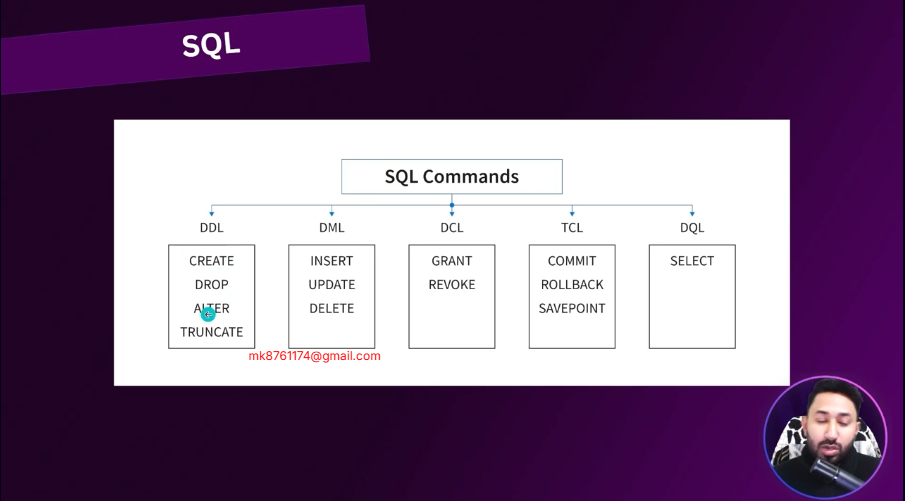 SQL
SQL Commands
DDL
DML
DCL
TCL
DQL
CREATE
DROP
ALTER
TRUNCATE
INSERT
UPDATE
DELETE
GRANT
REVOKE
COMMIT
ROLLBACK
SAVEPOINT
SELECT
mk8761174@gmail.com